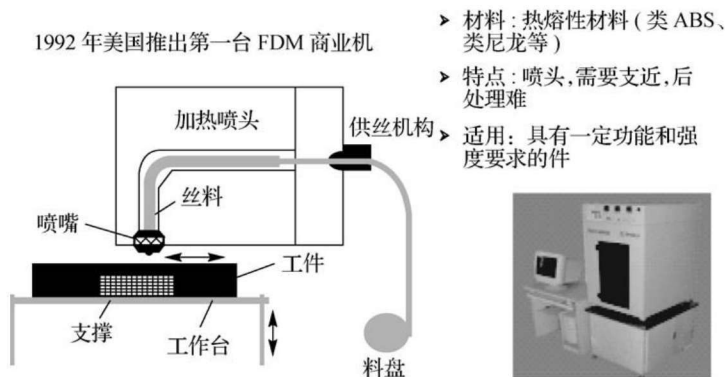 1992 年美国推出第一台 FDM 商业机
材料:热熔性材料(类 ABS、
类尼龙等)
特点:喷头,需要支近,后
处理难
适用:具有一定功能和强
度要求的件
加热喷头
供丝机构
丝料
喷嘴
工件
支撑
工作台
料盘